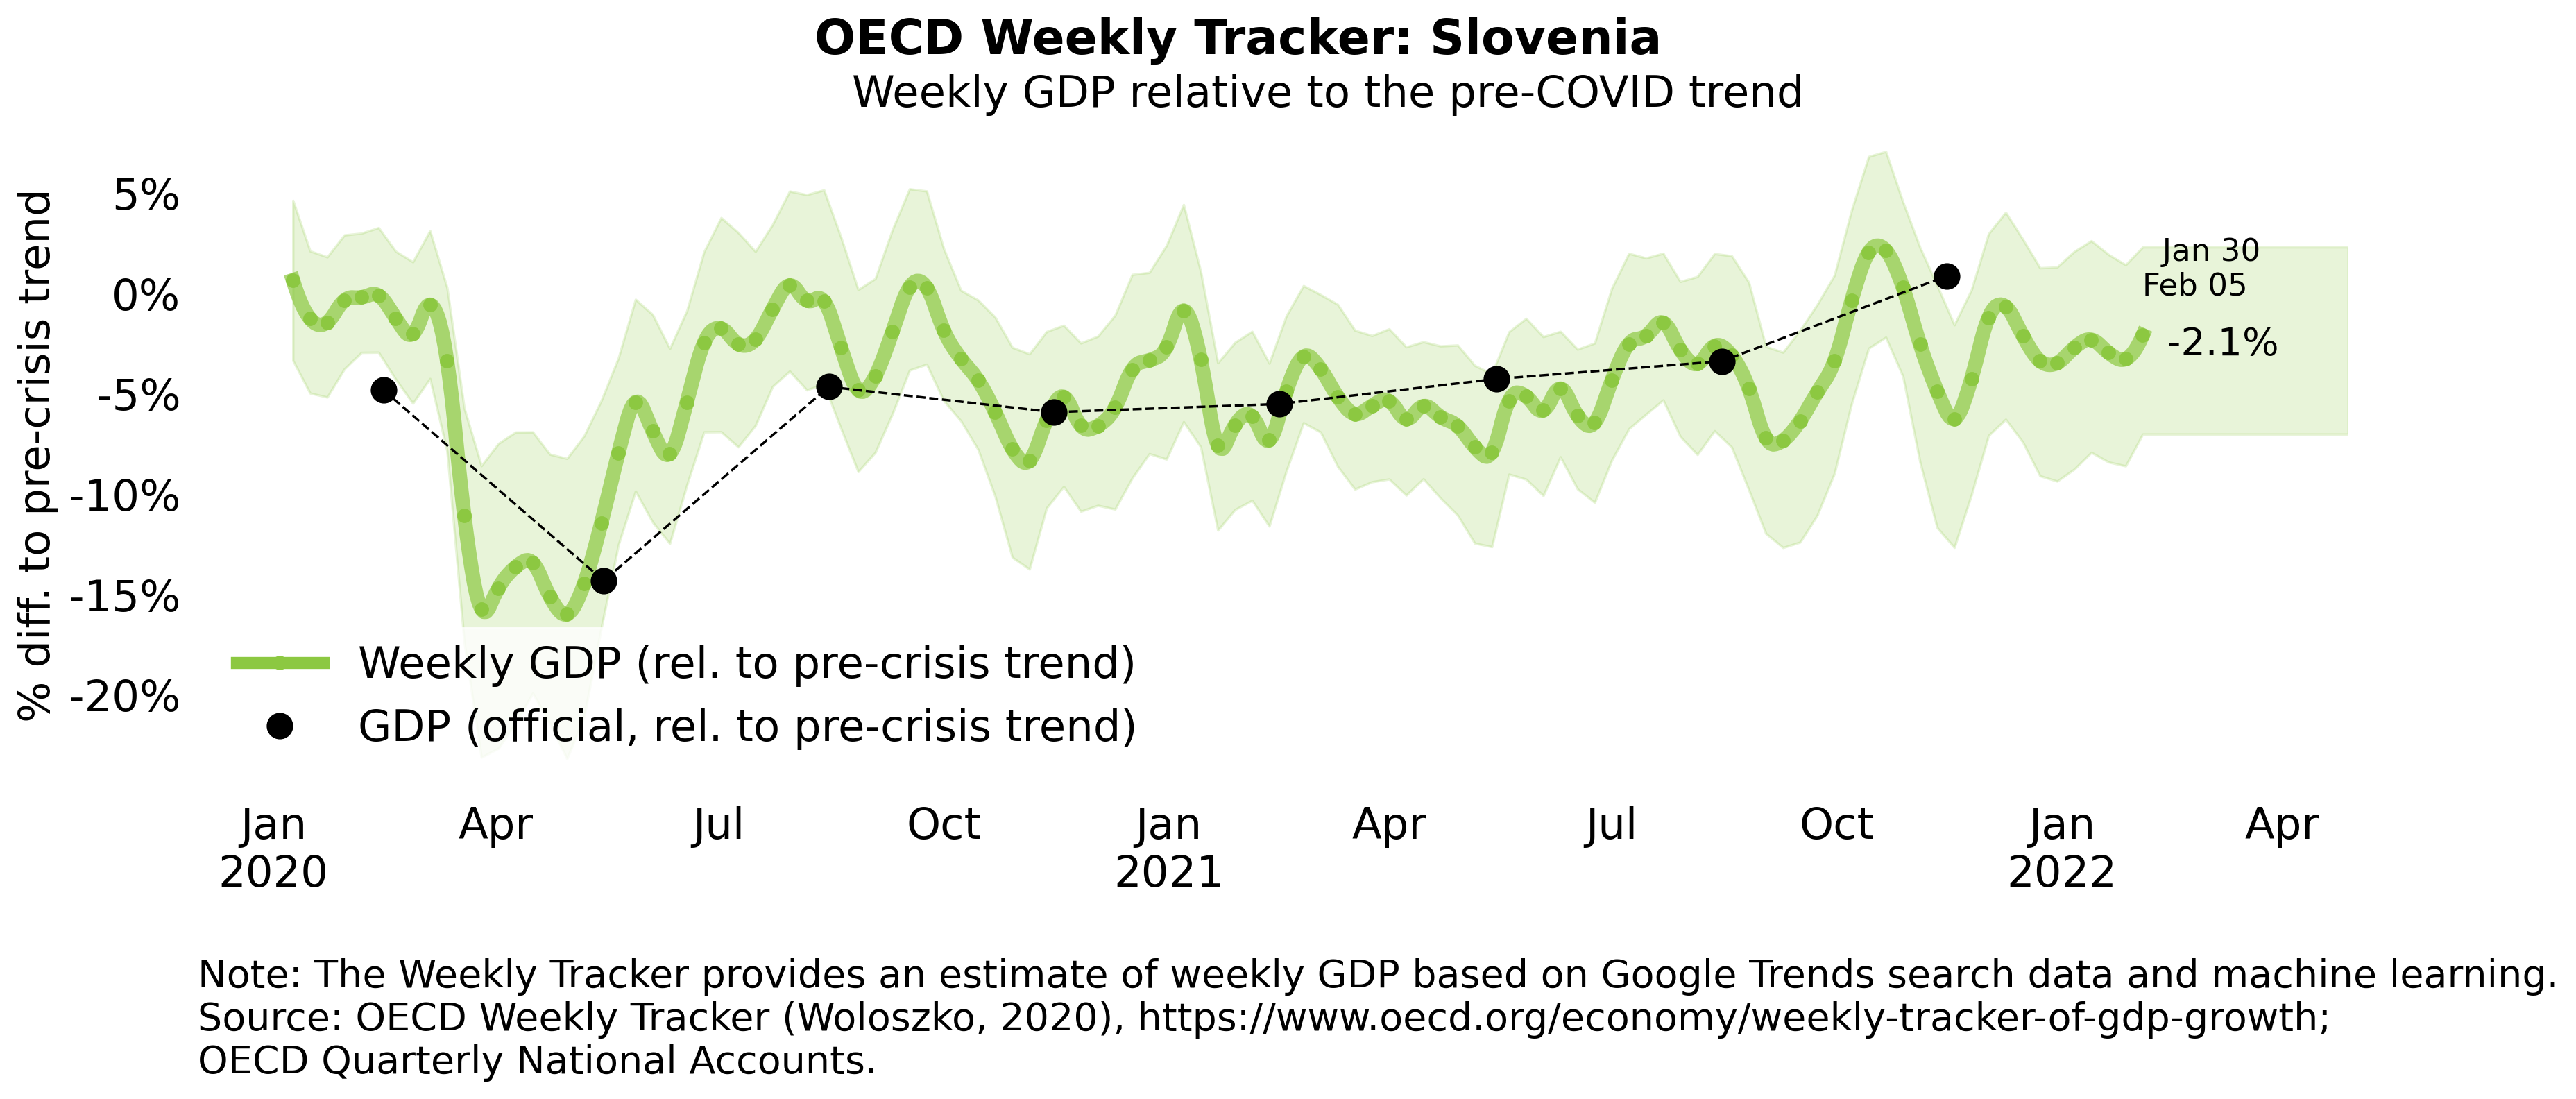 OECD Weekly Tracker: Slovenia
Weekly GDP relative to the pre-COVID trend
% diff. to pre-crisis trend
5%
0%
-5%
-10%
-15%
-20%
Jan 30
Feb 05
-2.1%
Weekly GDP (rel. to pre-crisis trend)
GDP (official, rel. to pre-crisis trend)
Jan Apr Jul Oct Jan Apr Jul Oct Jan Apr
2020 2021 2022
Note: The Weekly Tracker provides an estimate of weekly GDP based on Google Trends search data and machine learning.
Source: OECD Weekly Tracker (Woloszko, 2020), https://www.oecd.org/economy/weekly-tracker-of-gdp-growth;
OECD Quarterly National Accounts.